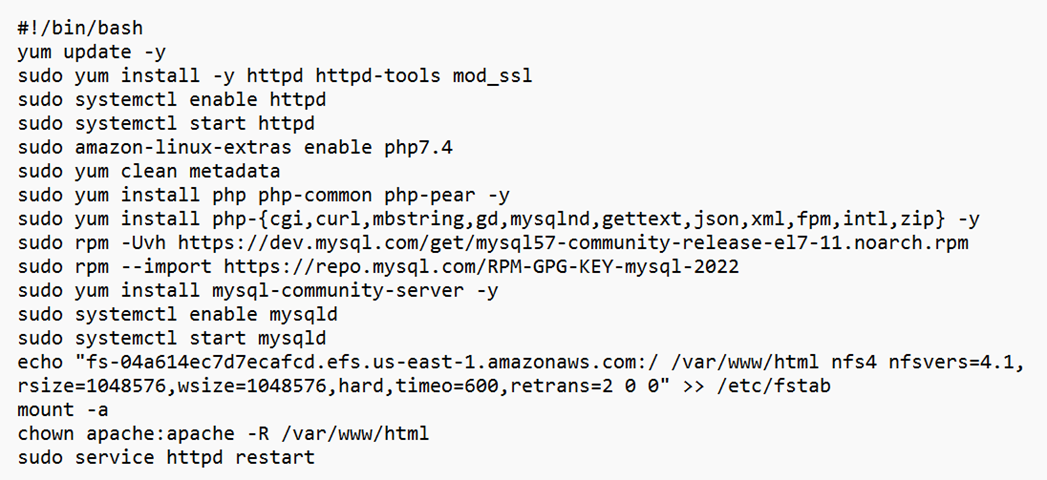 #!/bin/bash
yum update -y
sudo yum install -y httpd httpd-tools mod_ssl
sudo systemctl enable httpd
sudo systemctl start httpd
sudo amazon-linux-extras enable php7.4
sudo yum clean metadata
sudo yum install php php-common php-pear -y
sudo yum install php-{cgi,curl,mbstring,gd,mysqlnd,gettext,json,xml,fpm,intl,zip} -y
sudo rpm -Uvh https://dev.mysql.com/get/mysql57-community-release-el7-11.noarch.rpm
sudo rpm --import https://repo.mysql.com/RPM-GPG-KEY-mysql-2022
sudo yum install mysql-community-server -y
sudo systemctl enable mysqld
sudo systemctl start mysqld
echo "fs-04a614ec7d7ecafcd.efs.us-east-1.amazonaws.com:/ /var/www/html nfs4 nfsvers=4.1,
rsize=1048576,wsize=1048576,hard,timeo=600,retrans=2 0 0" >> /etc/fstab
mount -a
chown apache:apache -R /var/www/html
sudo service httpd restart